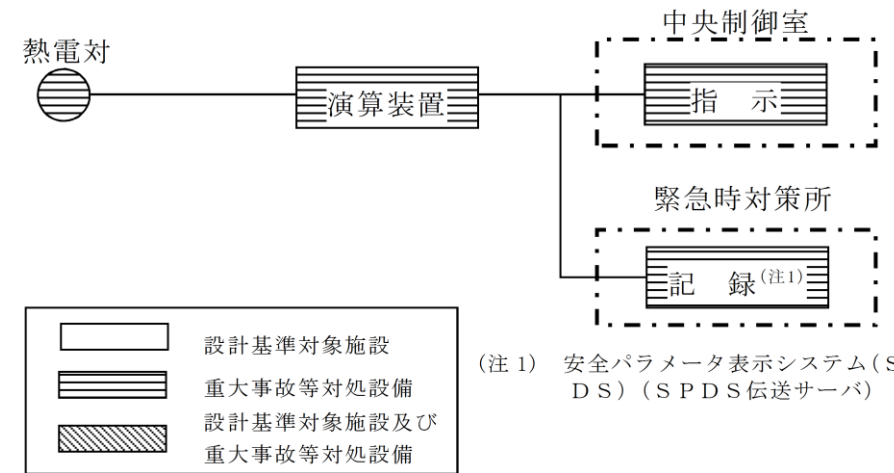 中央制御室
熱電対
演算装置
指　示
緊急時対策所
記　録(注1)
設計基準対象施設
重大事故等対処設備
設計基準対象施設及び
重大事故等対処設備
(注 1)　安全パラメータ表示システム(S
ＤＳ)(ＳＰＤＳ伝送サーバ)